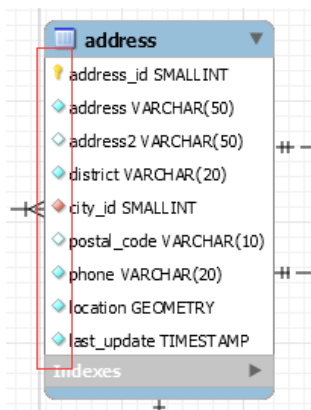 address
address_id SMALLINT
address VARCHAR(50)
address2 VARCHAR(50)
district VARCHAR(20)
city_id SMALLINT
postal_code VARCHAR(10)
phone VARCHAR(20)
location GEOMETRY
last_update TIMESTAMP
Indexes